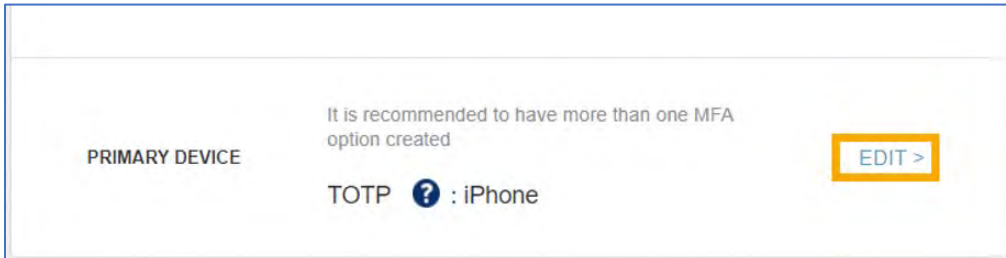 It is recommended to have more than one MFA
option created
PRIMARY DEVICE
EDIT >
TOTP ? : iPhone